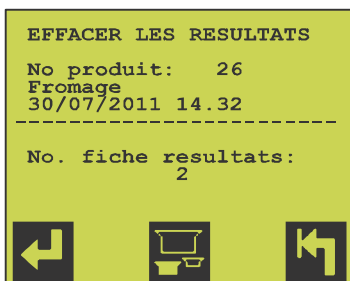 EFFACER LES RESULTATS
No produit: 26
Fromage
30/07/2011 14.32
No. fiche resultats:
2